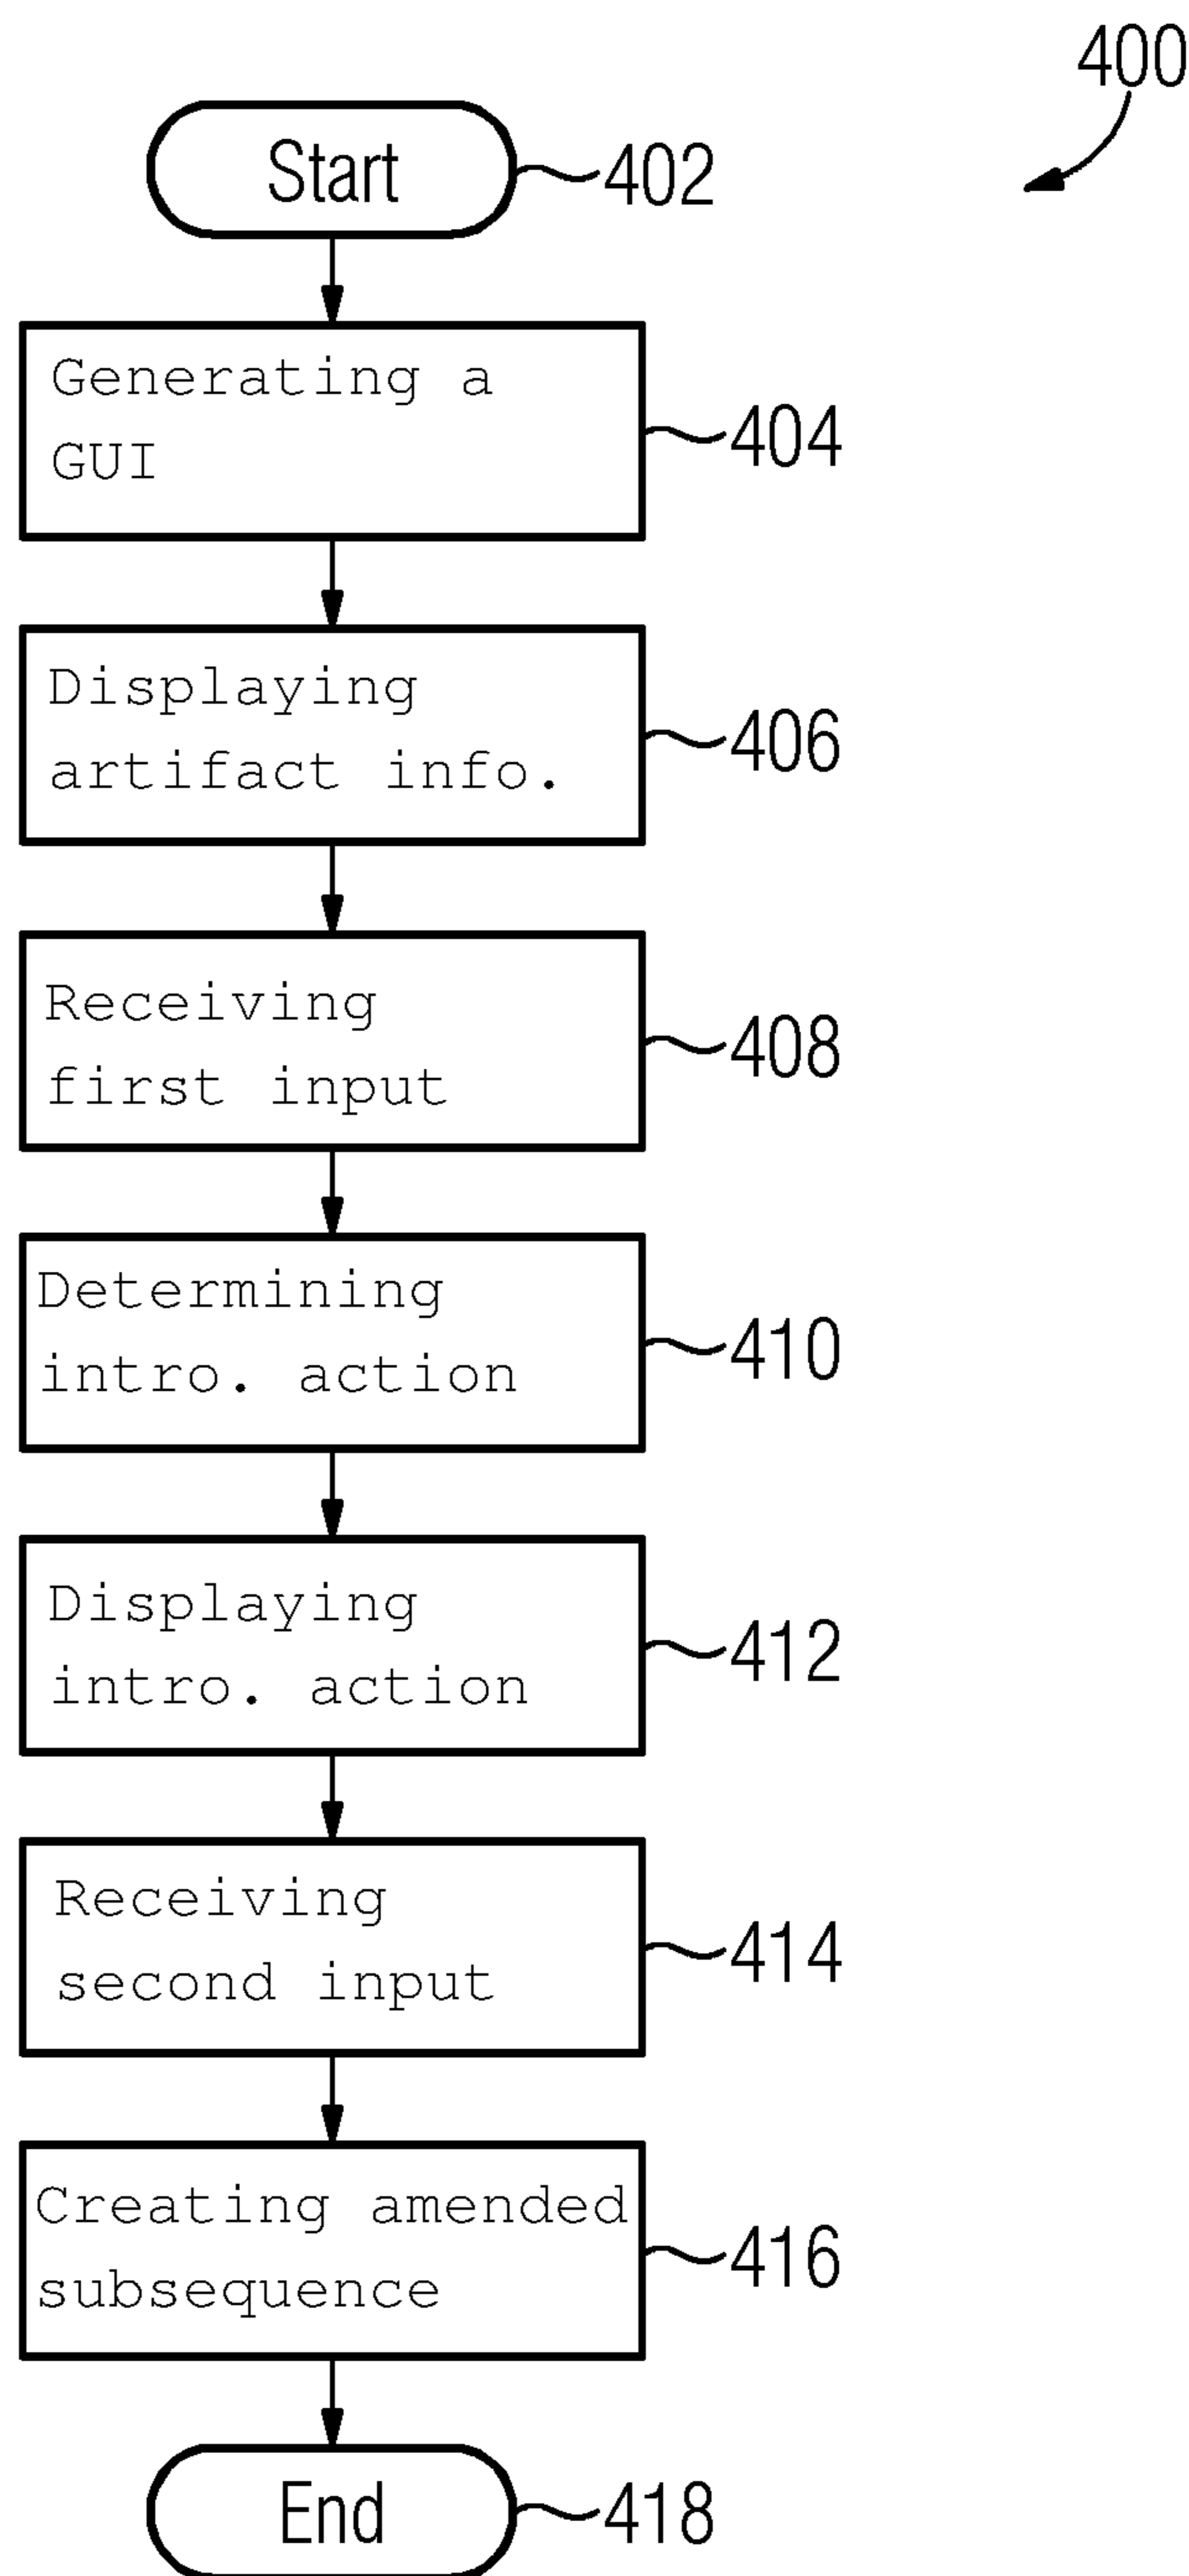 400
Start
402
Generating a
GUI
404
Displaying
artifact info.
406
Receiving
first input
408
Determining
intro. action
410
Displaying
intro. action
412
Receiving
second input
414
Creating amended
subsequence
416
End
418